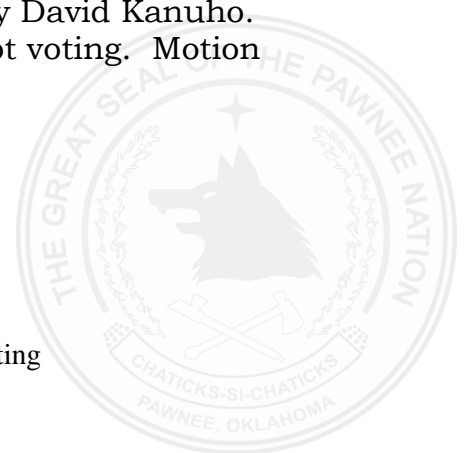 y David Kanuho.
ot voting.  Motion
THE GREAT SEAL OF THE PAWNEE NATION
CHATICKS-SI-CHATICKS
PAWNEE, OKLAHOMA
ting